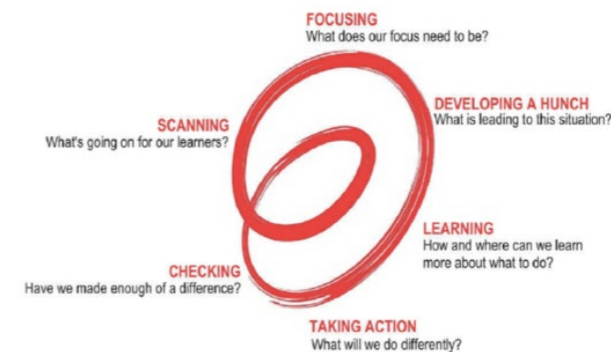 FOCUSING
What does our focus need to be?
DEVELOPING A HUNCH
What is leading to this situation?
SCANNING
What's going on for our learners?
LEARNING
How and where can we learn
more about what to do?
CHECKING
Have we made enough of a difference?
TAKING ACTION
What will we do differently?